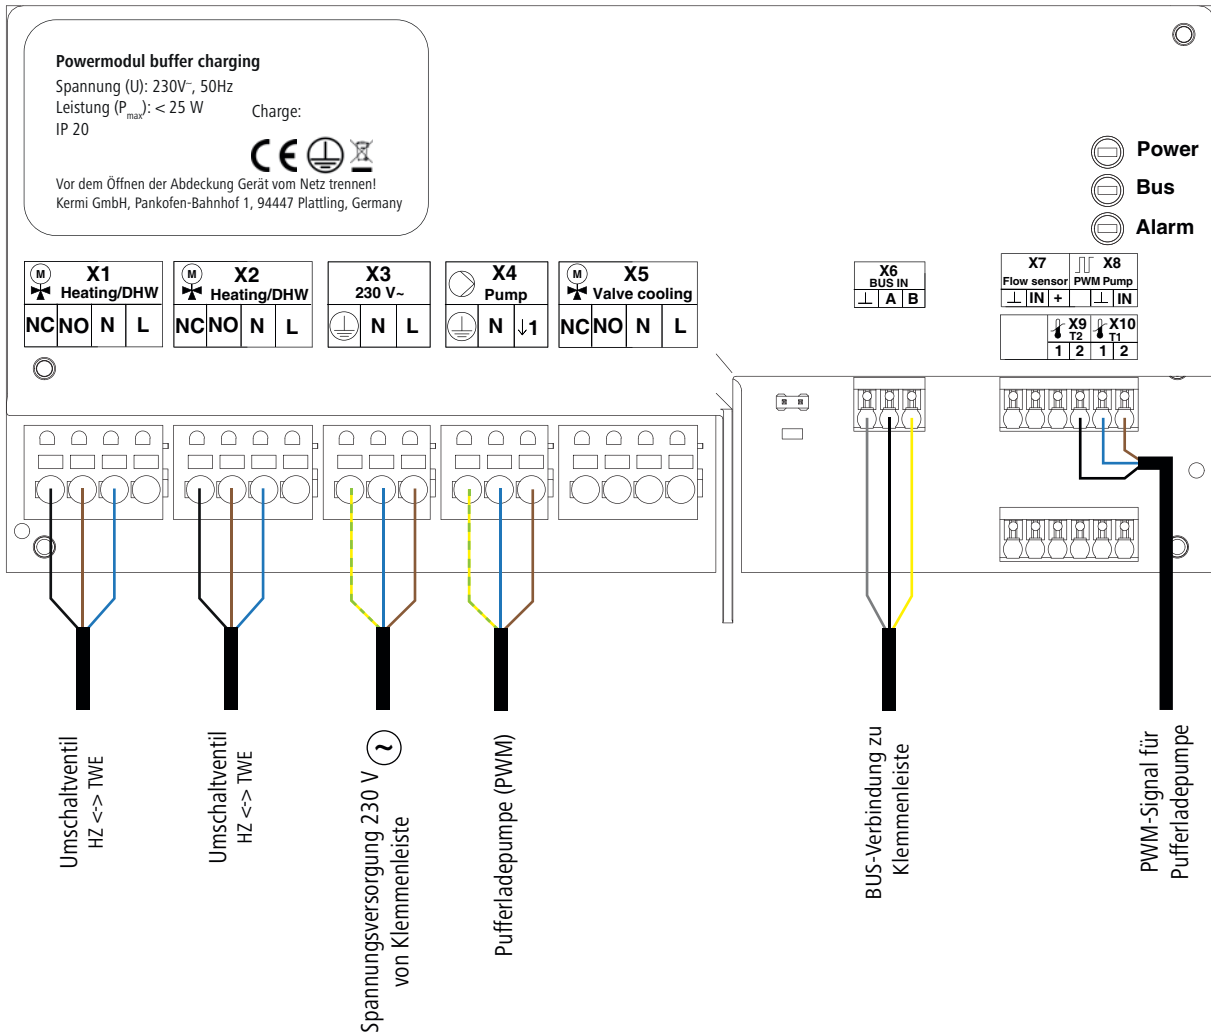 Powermodul buffer charging
Spannung (U): 230V~, 50Hz
Leistung (Pmax): < 25 W
Charge:
IP 20
CE
Vor dem Öffnen der Abdeckung Gerät vom Netz trennen!
Kermi GmbH, Pankofen-Bahnhof 1, 94447 Plattling, Germany
Power
Bus
Alarm
M X1
Heating/DHW
NC NO N L
M X2
Heating/DHW
NC NO N L
X3
230 V~
N L
X4
Pump
N ↓1
M X5
Valve cooling
NC NO N L
X6
BUS IN
⊥ A B
X7
Flow sensor
⊥ IN +
X8
PWM Pump
⊥ IN
X9
T2
1 2
X10
T1
1 2
Umschaltventil
HZ <-> TWE
Umschaltventil
HZ <-> TWE
Spannungsversorgung 230 V ~
von Klemmenleiste
Pufferladepumpe (PWM)
BUS-Verbindung zu
Klemmenleiste
PWM-Signal für
Pufferladepumpe